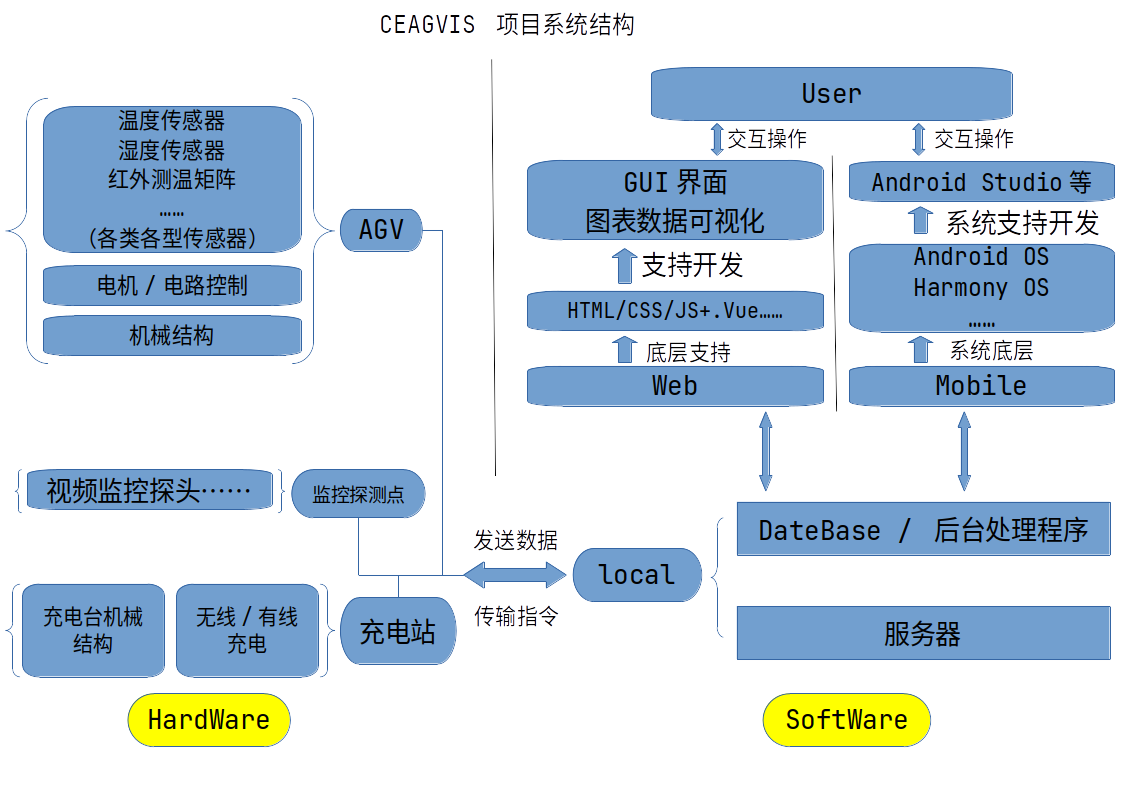 CEAGVIS 项目系统结构
温度传感器
湿度传感器
红外测温矩阵
……
（各类各型传感器）
电机 / 电路控制
机械结构
AGV
视频监控探头……
监控探测点
充电台机械
结构
无线 / 有线
充电
充电站
HardWare
发送数据
传输指令
User
交互操作
交互操作
GUI 界面
图表数据可视化
支持开发
HTML/CSS/JS+.Vue……
底层支持
Web
Android Studio 等
系统支持开发
Android OS
Harmony OS
……
系统底层
Mobile
local
DateBase / 后台处理程序
服务器
SoftWare